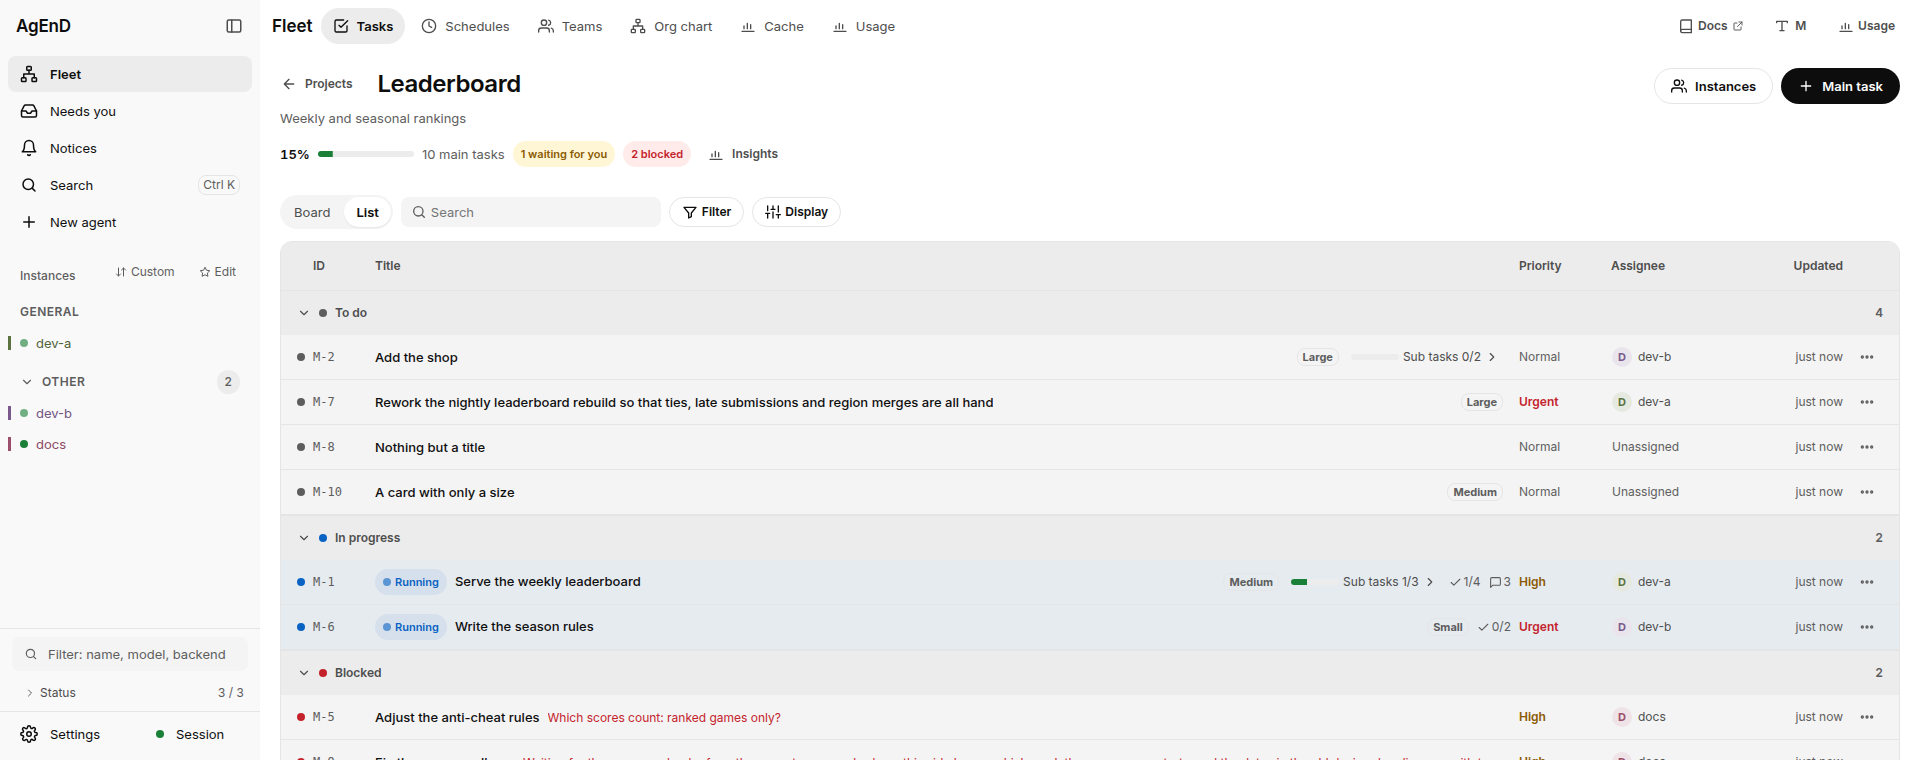 AgEnD
Fleet
Needs you
Notices
Search Ctrl K
New agent
Instances Custom Edit
GENERAL
dev-a
OTHER 2
dev-b
docs
Filter: name, model, backend
Status 3 / 3
Settings Session
Fleet Tasks Schedules Teams Org chart Cache Usage Docs M Usage
Projects Leaderboard Instances Main task
Weekly and seasonal rankings
15% 10 main tasks 1 waiting for you 2 blocked Insights
Board List Search Filter Display
ID Title Priority Assignee Updated
To do 4
M-2 Add the shop Large Sub tasks 0/2 Normal D dev-b just now
M-7 Rework the nightly leaderboard rebuild so that ties, late submissions and region merges are all hand Large Urgent D dev-a just now
M-8 Nothing but a title Normal Unassigned just now
M-10 A card with only a size Medium Normal Unassigned just now
In progress 2
M-1 Running Serve the weekly leaderboard Medium Sub tasks 1/3 1/4 3 High D dev-a just now
M-6 Running Write the season rules Small 0/2 Urgent D dev-b just now
Blocked 2
M-5 Adjust the anti-cheat rules Which scores count: ranked games only? High D docs just now